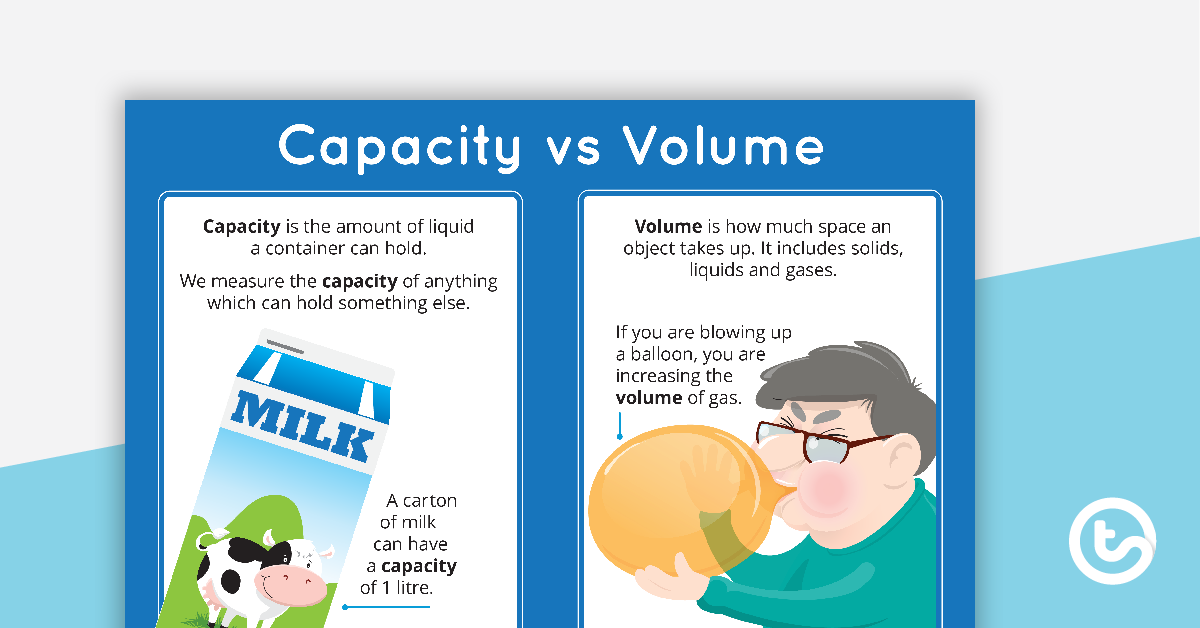 Capacity vs Volume
Capacity is the amount of liquid
a container can hold.
We measure the capacity of anything
which can hold something else.
MILK
A carton
of milk
can have
a capacity
of 1 litre.
Volume is how much space an
object takes up. It includes solids,
liquids and gases.
If you are blowing up
a balloon, you are
increasing the
volume of gas.
t